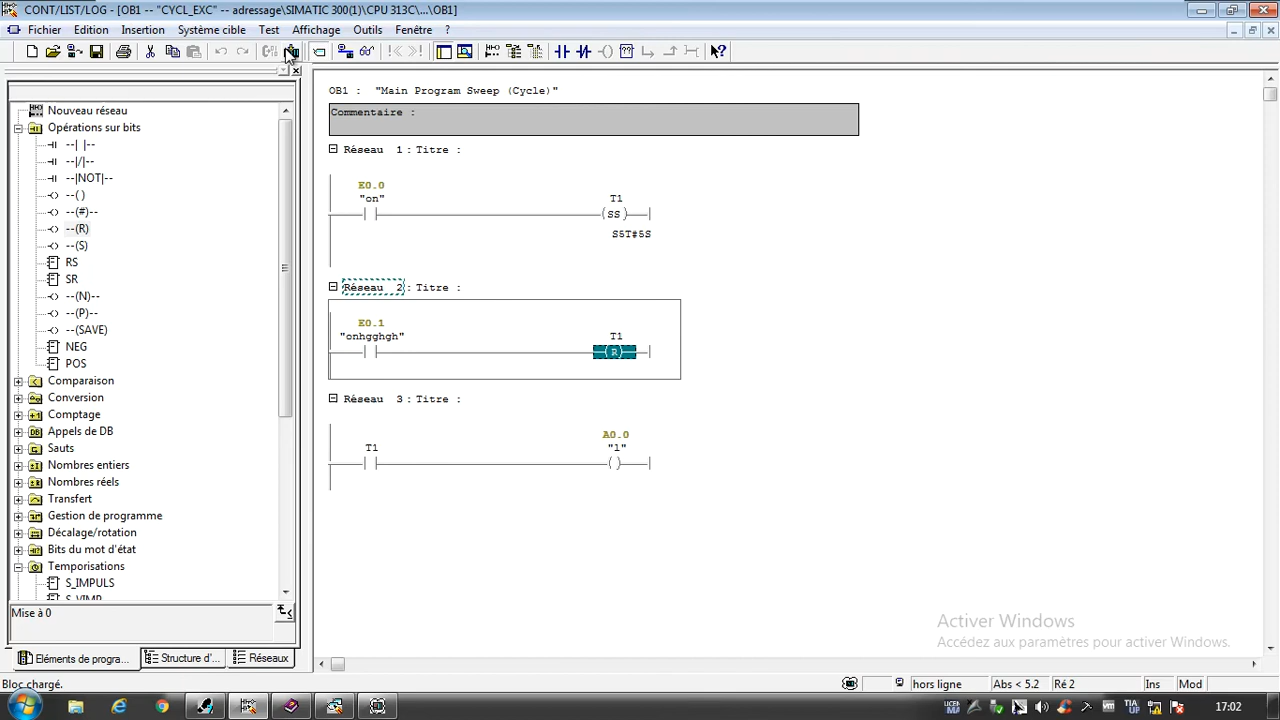 CONT/LIST/LOG - [OB1 -- "CYCL_EXC" -- adressage\SIMATIC 300(1)\CPU 313C\...\OB1]
Fichier Edition Insertion Système cible Test Affichage Outils Fenêtre ?
Nouveau réseau
Opérations sur bits
--| |--
--|/|--
--|NOT|--
--( )
--(#)--
--(R)
--(S)
RS
SR
--(N)--
--(P)--
--(SAVE)
NEG
POS
Comparaison
Conversion
Comptage
Appels de DB
Sauts
Nombres entiers
Nombres réels
Transfert
Gestion de programme
Décalage/rotation
Bits du mot d'état
Temporisations
S_IMPULS
S_VIMP
Mise à 0
Eléments de progra...
Structure d'...
Réseaux
OB1 : "Main Program Sweep (Cycle)"
Commentaire :
Réseau 1 : Titre :
E0.0
"on"
T1
(SS)
S5T#5S
Réseau 2 : Titre :
E0.1
"onhgghgh"
T1
(R)
Réseau 3 : Titre :
T1
A0.0
"l"
( )
Activer Windows
Accédez aux paramètres pour activer Windows.
Bloc chargé.
hors ligne
Abs < 5.2
Ré 2
Ins
Mod
17:02